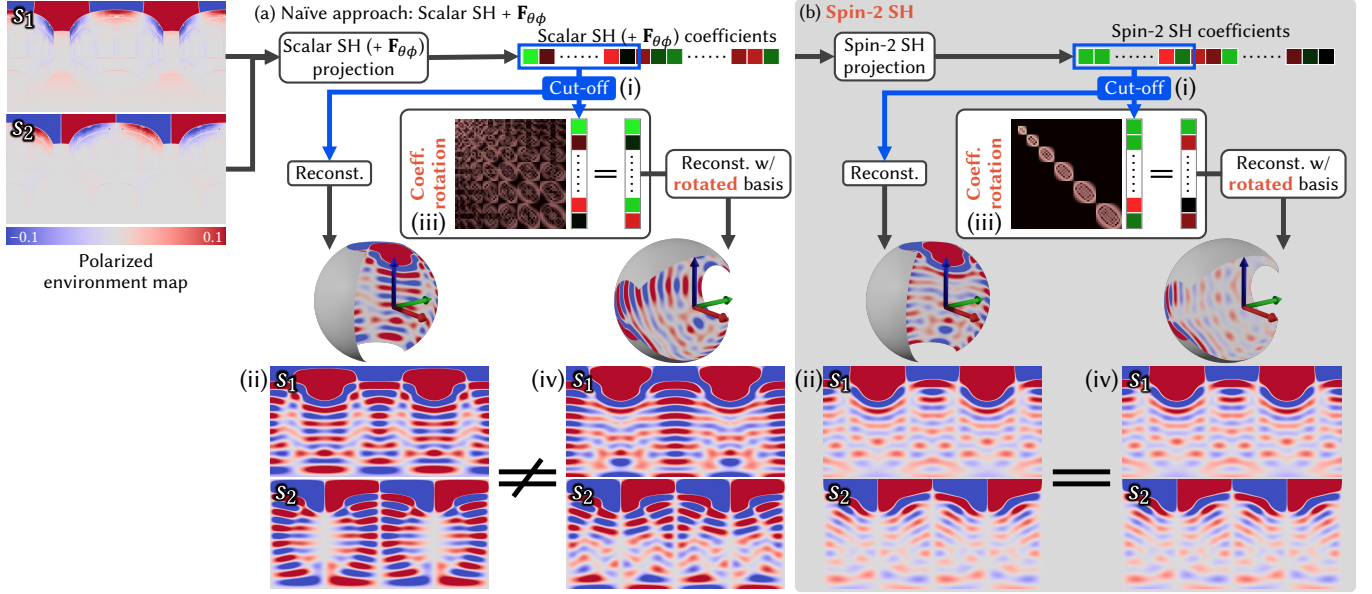 s1
s2
−0.1 0.1
Polarized
environment map
(a) Naïve approach: Scalar SH + Fθϕ
Scalar SH (+ Fθϕ)
projection
Scalar SH (+ Fθϕ) coefficients
Cut-off (i)
Reconst.
Coeff.
rotation
(iii)
=
Reconst. w/
rotated basis
(ii)
s1
s2
≠
(iv)
s1
s2
(b) Spin-2 SH
Spin-2 SH
projection
Spin-2 SH coefficients
Cut-off (i)
Reconst.
Coeff.
rotation
(iii)
=
Reconst. w/
rotated basis
(ii)
s1
s2
=
(iv)
s1
s2